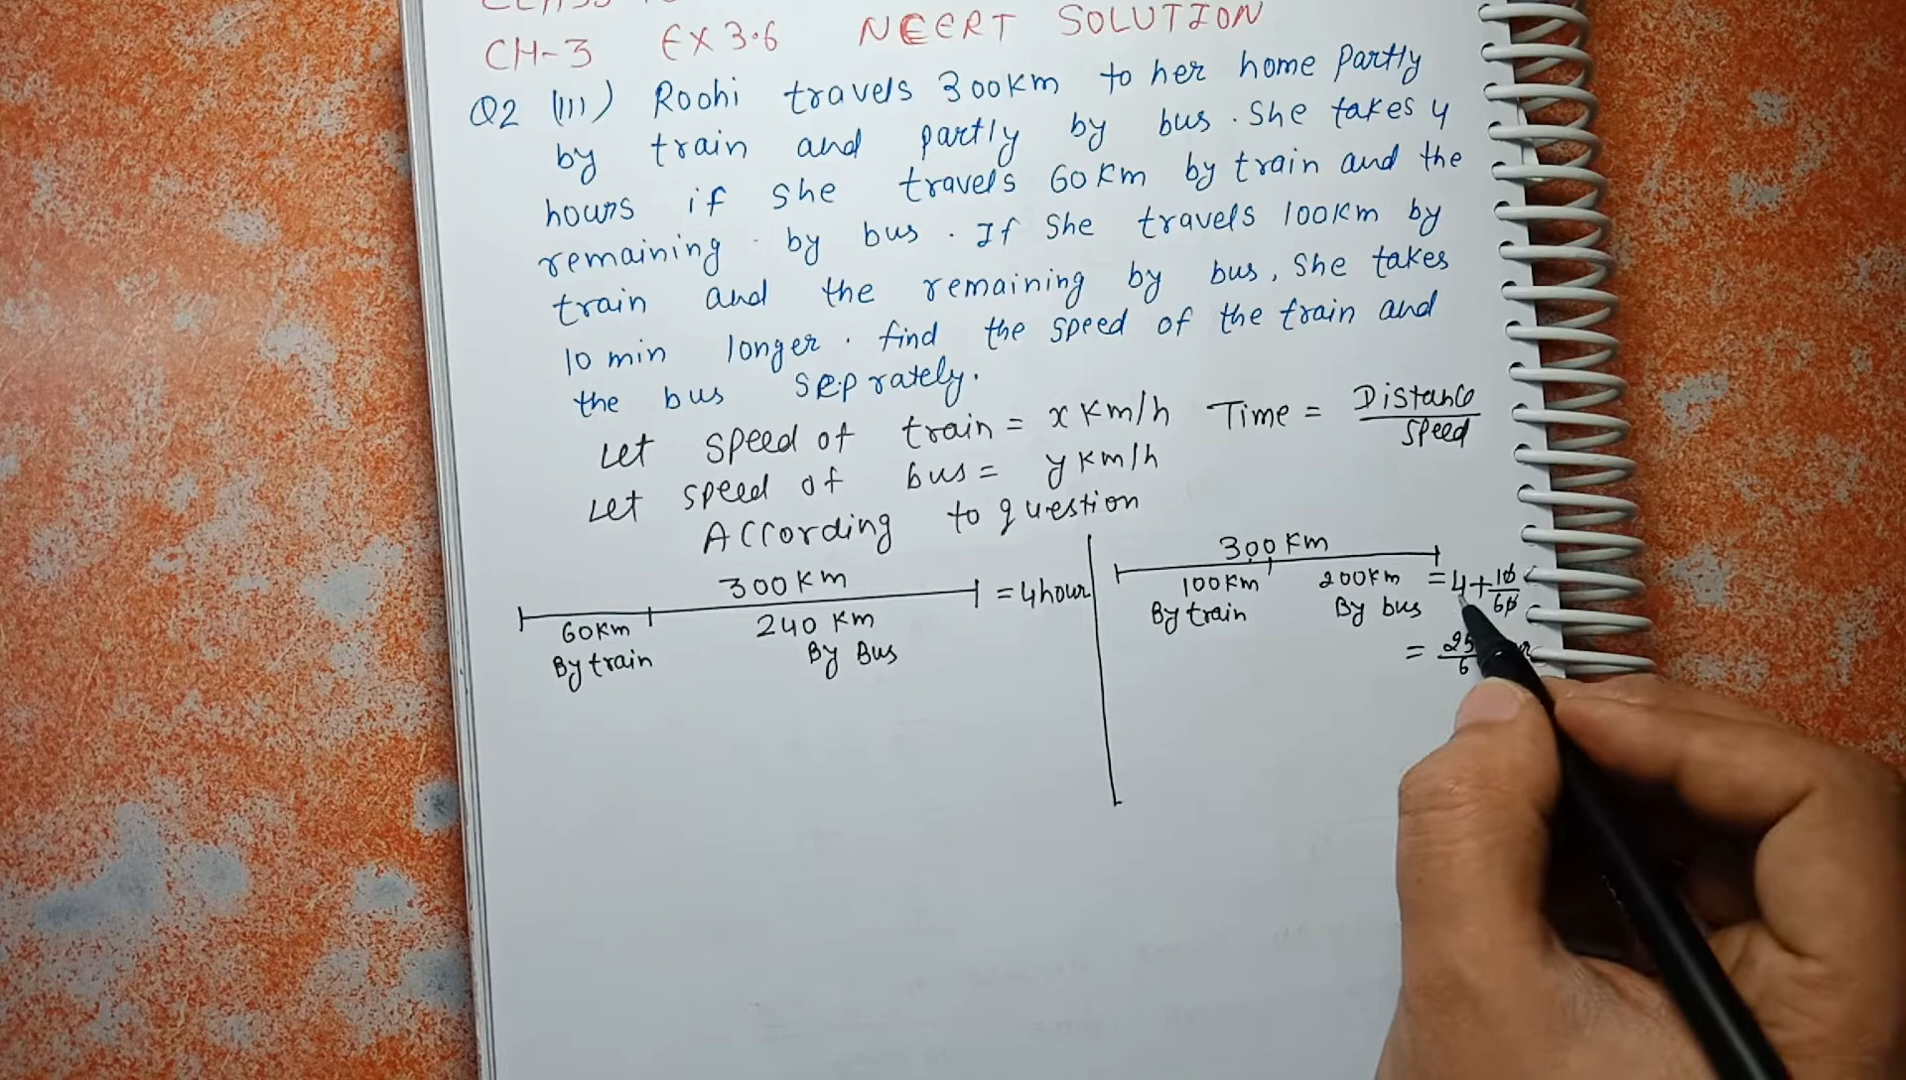 CH-3 EX 3.6 NCERT SOLUTION
Q2 (III) Roohi travels 300km to her home Partly
by train and partly by bus. She takes 4
hours if she travels 60 km by train and the
remaining by bus. If She travels 100km by
train and the remaining by bus, She takes
10 min longer. find the speed of the train and
the bus seprately.
Let speed of train = x km/h Time = Distance
speed
Let speed of bus = y km/h
According to question
300 km = 4 hour
60km 240 km
By train By Bus
300 km
100km 200km = 4 + 10
60
By train By bus
=
6